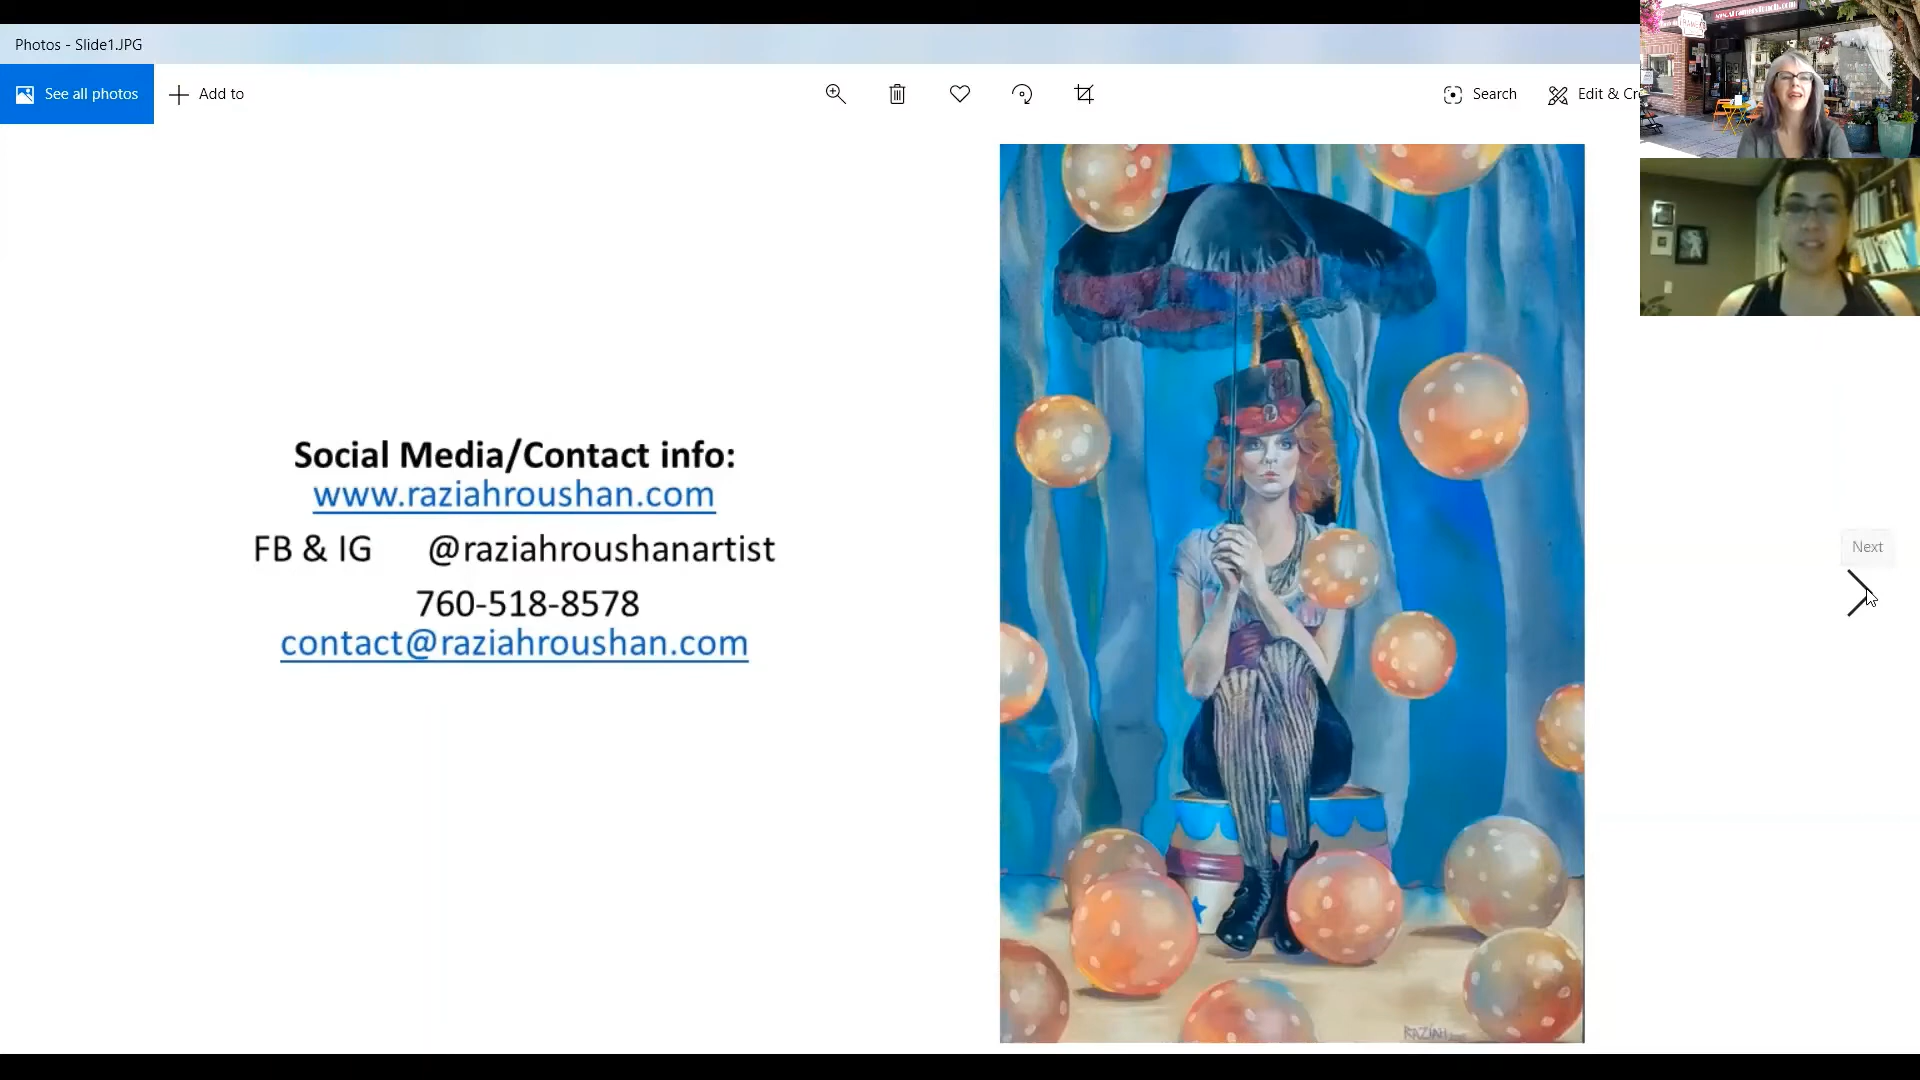 Photos - Slide1.JPG
See all photos
Add to
Search
Edit & Cr
Social Media/Contact info:
www.raziahroushan.com
FB & IG @raziahroushanartist
760-518-8578
contact@raziahroushan.com
Next
RAZIAH